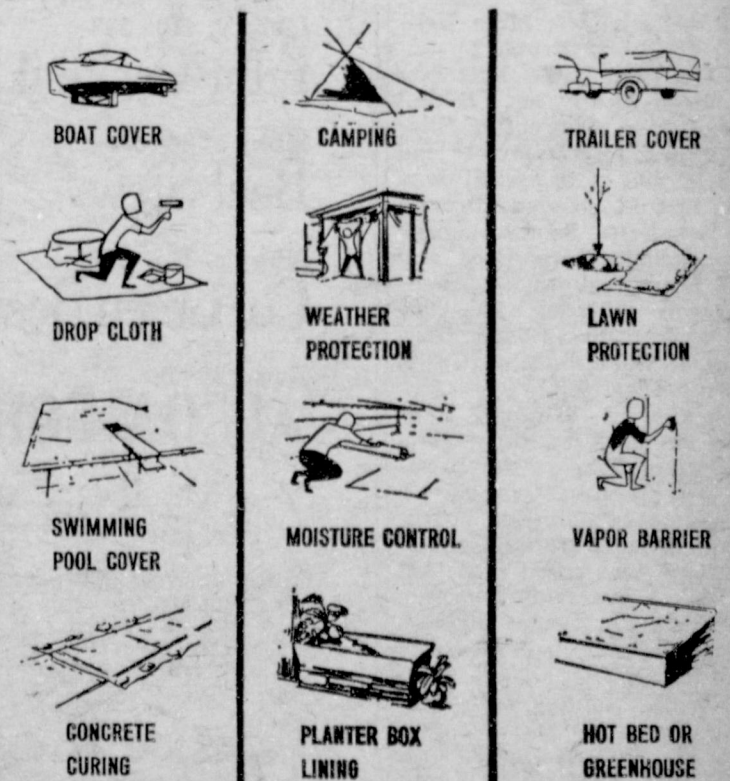 BOAT COVER
CAMPING
TRAILER COVER
DROP CLOTH
WEATHER
PROTECTION
LAWN
PROTECTION
SWIMMING
POOL COVER
MOISTURE CONTROL
VAPOR BARRIER
CONCRETE
CURING
PLANTER BOX
LINING
HOT BED OR
GREENHOUSE